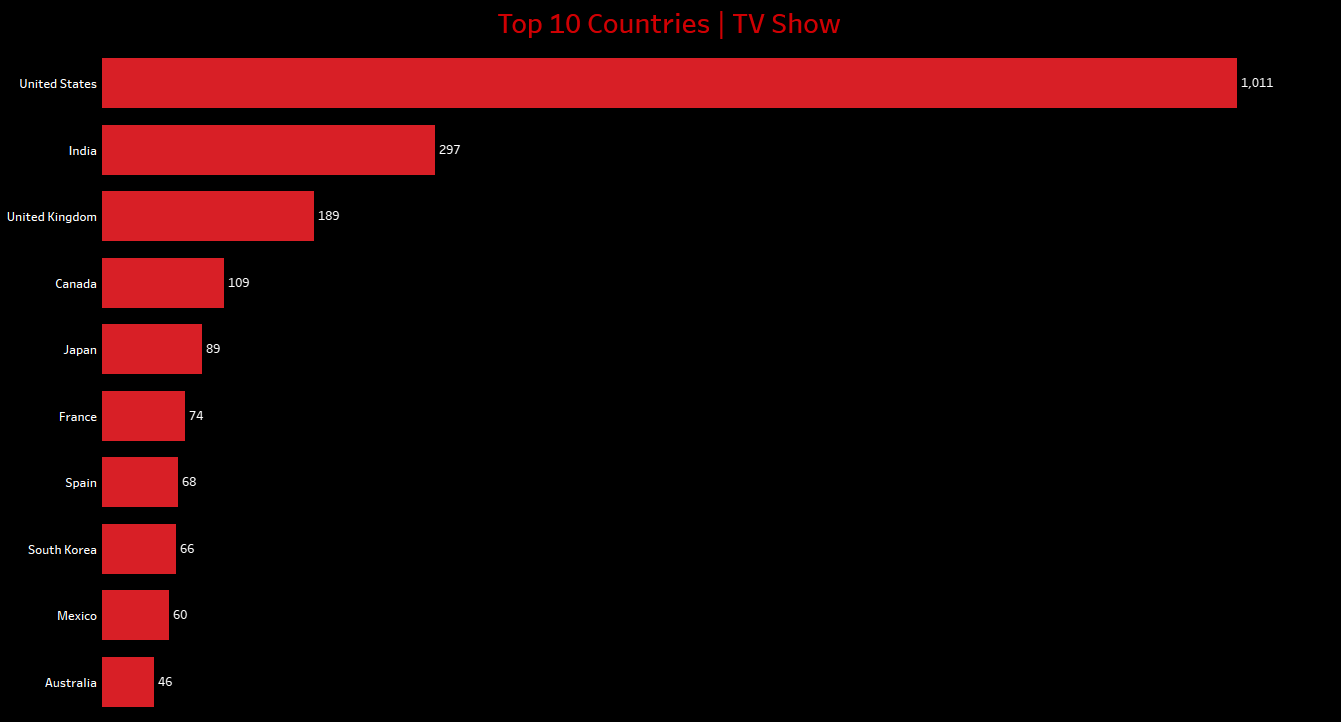 Top 10 Countries | TV Show
United States 1,011
India 297
United Kingdom 189
Canada 109
Japan 89
France 74
Spain 68
South Korea 66
Mexico 60
Australia 46